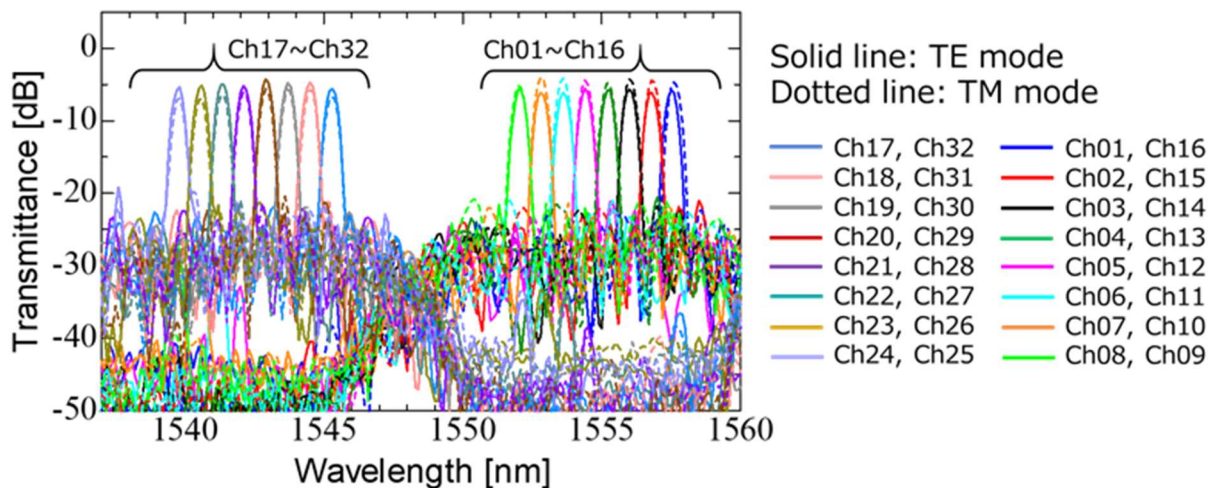 0
-10
-20
-30
-40
-50
Transmittance [dB]
Ch17~Ch32
Ch01~Ch16
1540
1545
1550
1555
1560
Wavelength [nm]
Solid line: TE mode
Dotted line: TM mode
Ch17, Ch32
Ch18, Ch31
Ch19, Ch30
Ch20, Ch29
Ch21, Ch28
Ch22, Ch27
Ch23, Ch26
Ch24, Ch25
Ch01, Ch16
Ch02, Ch15
Ch03, Ch14
Ch04, Ch13
Ch05, Ch12
Ch06, Ch11
Ch07, Ch10
Ch08, Ch09